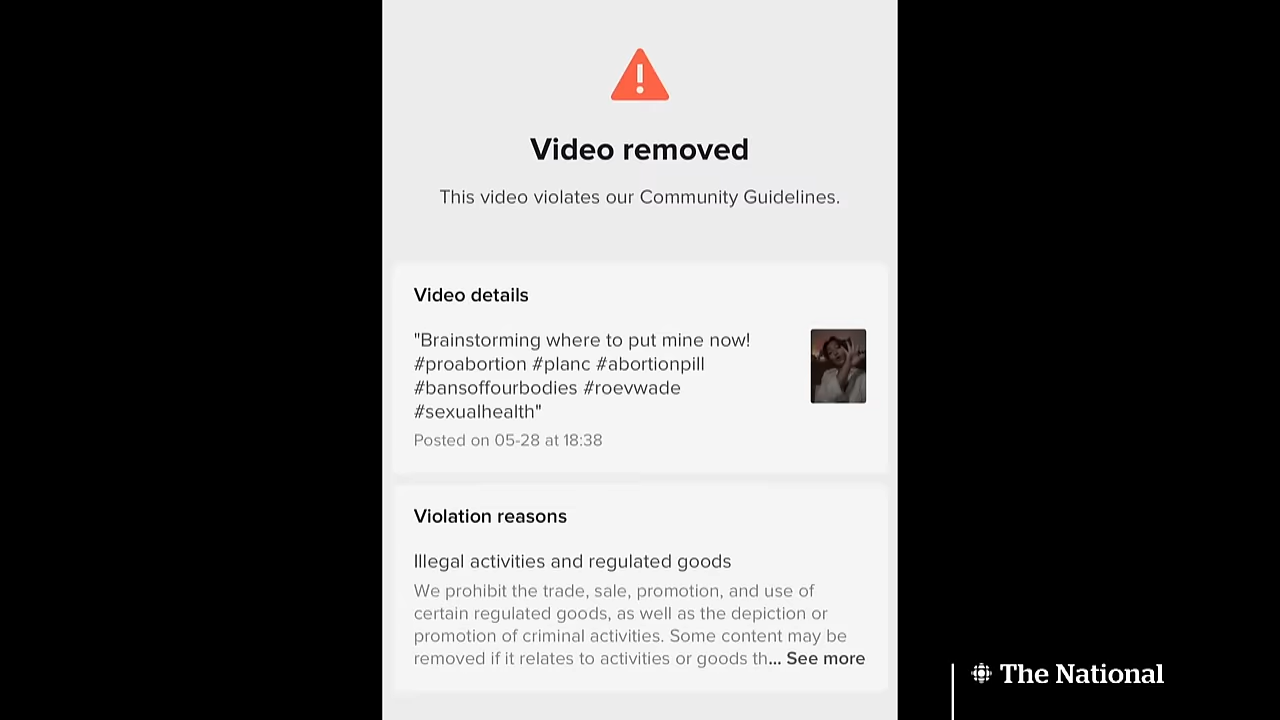 Video removed
This video violates our Community Guidelines.
Video details
"Brainstorming where to put mine now!
#proabortion #planc #abortionpill
#bansoffourbodies #roevwade
#sexualhealth"
Posted on 05-28 at 18:38
Violation reasons
Illegal activities and regulated goods
We prohibit the trade, sale, promotion, and use of
certain regulated goods, as well as the depiction or
promotion of criminal activities. Some content may be
removed if it relates to activities or goods th... See more
The National